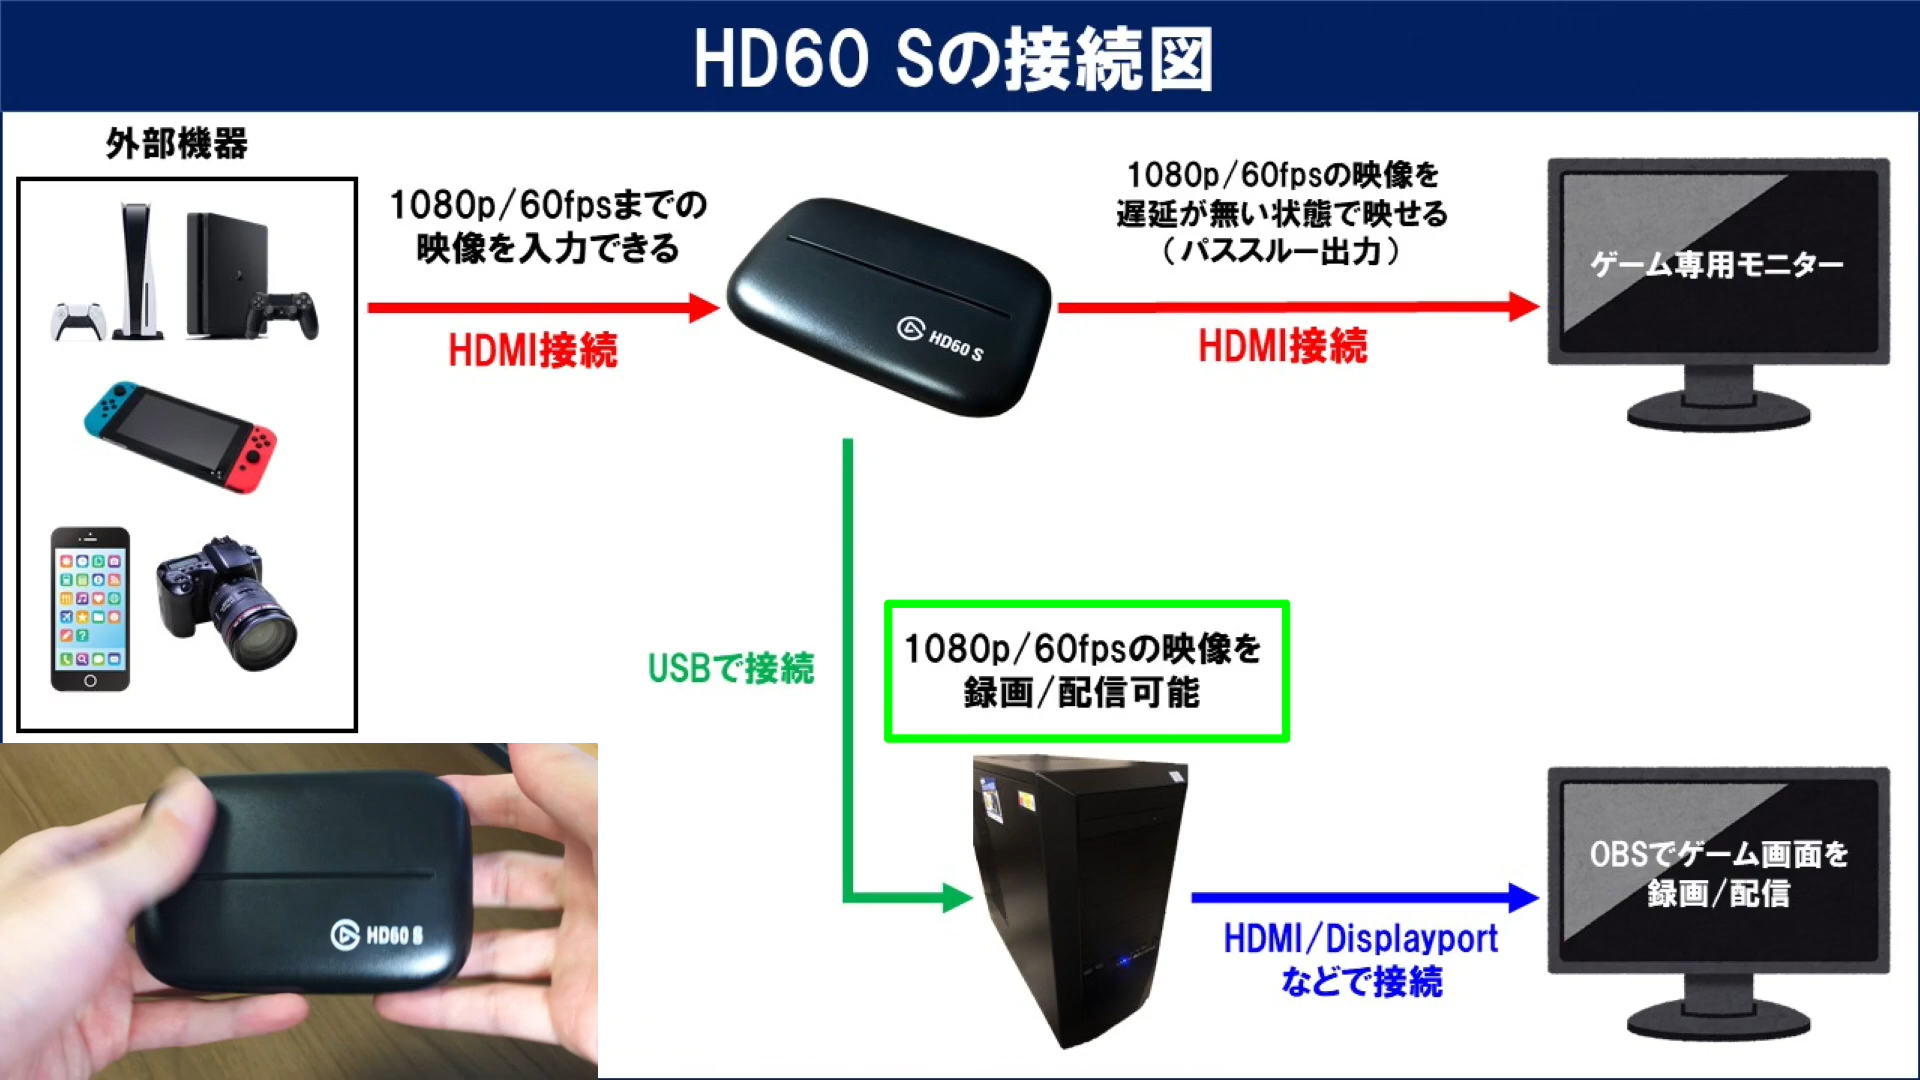 HD60 Sの接続図
外部機器
1080p/60fpsまでの
映像を入力できる
HDMI接続
HD60 S
1080p/60fpsの映像を
遅延が無い状態で映せる
(パススルー出力)
HDMI接続
ゲーム専用モニター
USBで接続
1080p/60fpsの映像を
録画/配信可能
HD60 S
HDMI/Displayport
などで接続
OBSでゲーム画面を
録画/配信